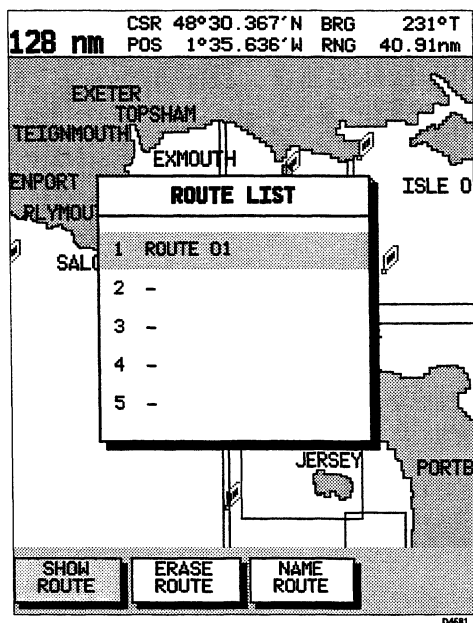 128 nm
CSR 48°30.367'N BRG 231°T
POS 1°35.636'W RNG 40.91nm
EXETER
TOPSHAM
TEIGNMOUTH
EXMOUTH
ENPORT
ISLE O
PLYMOU
ROUTE LIST
1 ROUTE 01
SALC
2 -
3 -
4 -
5 -
JERSEY
PORTB
SHOW ROUTE
ERASE ROUTE
NAME ROUTE
D4681